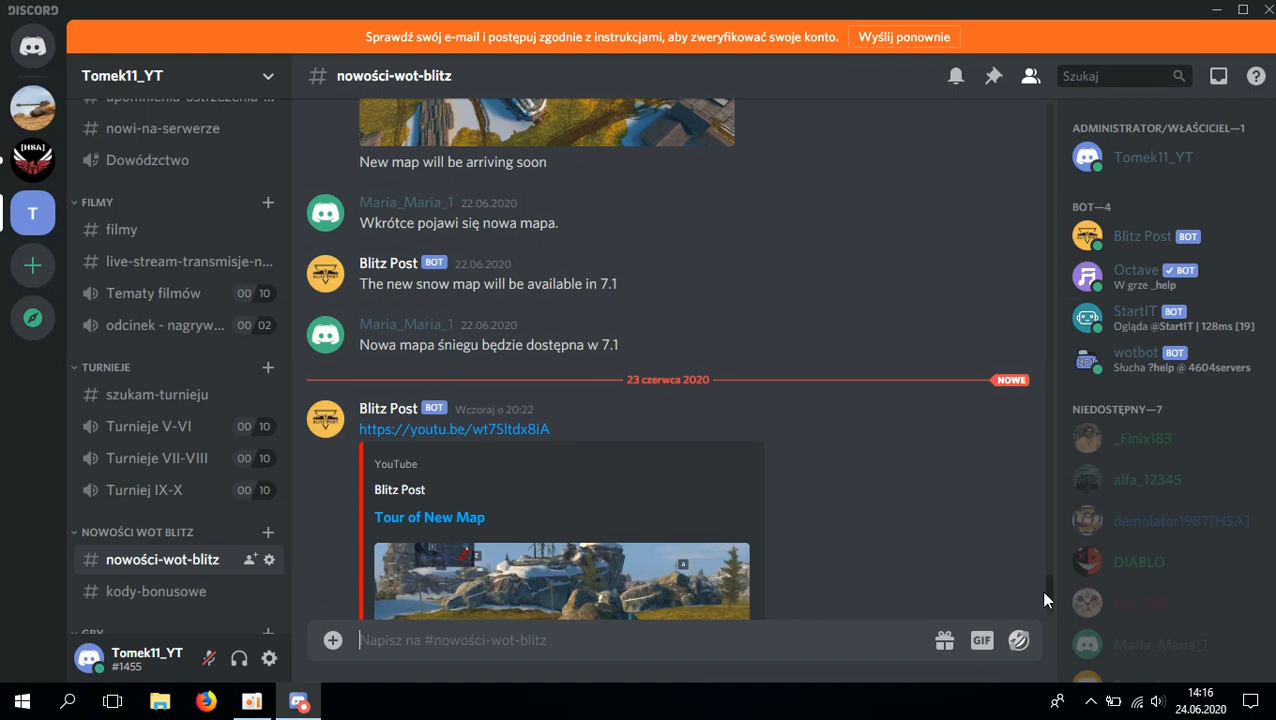 DISCORD
Sprawdź swój e-mail i postępuj zgodnie z instrukcjami, aby zweryfikować swoje konto.
Wyślij ponownie
Tomek11_YT
# nowości-wot-blitz
Szukaj
# upomnienia-ostrzeżenia-...
# nowi-na-serwerze
Dowództwo
FILMY
# filmy
# live-stream-transmisje-n...
Tematy filmów 00 10
odcinek - nagryw... 00 02
TURNIEJE
# szukam-turnieju
Turnieje V-VI 00 10
Turnieje VII-VIII 00 10
Turniej IX-X 00 10
NOWOŚCI WOT BLITZ
# nowości-wot-blitz
# kody-bonusowe
GRY
Tomek11_YT
#1455
[HSA]
T
New map will be arriving soon
Maria_Maria_1 22.06.2020
Wkrótce pojawi się nowa mapa.
Blitz Post BOT 22.06.2020
The new snow map will be available in 7.1
Maria_Maria_1 22.06.2020
Nowa mapa śniegu będzie dostępna w 7.1
23 czerwca 2020 NOWE
Blitz Post BOT Wczoraj o 20:22
https://youtu.be/wt7Sltdx8iA
YouTube
Blitz Post
Tour of New Map
A
Napisz na #nowości-wot-blitz
GIF
ADMINISTRATOR/WŁAŚCICIEL—1
Tomek11_YT
BOT—4
Blitz Post BOT
Octave BOT
W grze _help
StartIT BOT
Ogląda @StartIT | 128ms [19]
wotbot BOT
Słucha ?help @ 4604servers
NIEDOSTĘPNY—7
_Finix183
alfa_12345
demolator1987[HSA]
DIABLO
Maria_Maria_1
14:16
24.06.2020